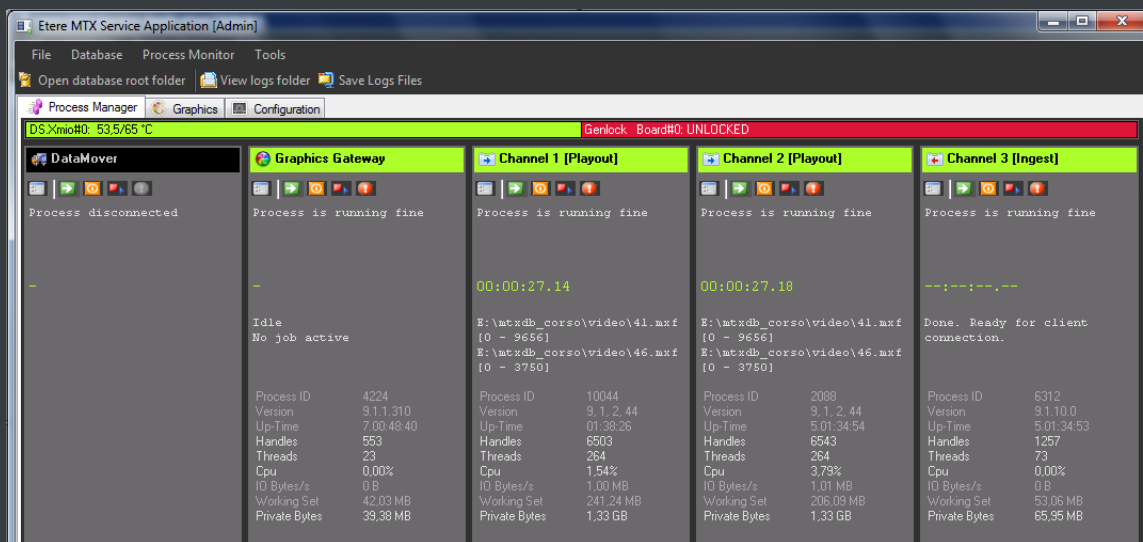 Etere MTX Service Application [Admin]
File Database Process Monitor Tools
Open database root folder View logs folder Save Logs Files
Process Manager Graphics Configuration
DS.Xmio#0: 53,5/65 °C Genlock Board#0: UNLOCKED
DataMover
Process disconnected
-
Graphics Gateway
Process is running fine
-
Idle
No job active
Process ID 4224
Version 9.1.1.310
Up-Time 7.00:48:40
Handles 553
Threads 23
Cpu 0,00%
IO Bytes/s 0 B
Working Set 42,03 MB
Private Bytes 39,38 MB
Channel 1 [Playout]
Process is running fine
00:00:27.14
E:\mtxdb_corso\video\41.mxf
[0 - 9656]
E:\mtxdb_corso\video\46.mxf
[0 - 3750]
Process ID 10044
Version 9, 1, 2, 44
Up-Time 01:38:26
Handles 6503
Threads 264
Cpu 1,54%
IO Bytes/s 1,00 MB
Working Set 241,24 MB
Private Bytes 1,33 GB
Channel 2 [Playout]
Process is running fine
00:00:27.18
E:\mtxdb_corso\video\41.mxf
[0 - 9656]
E:\mtxdb_corso\video\46.mxf
[0 - 3750]
Process ID 2088
Version 9, 1, 2, 44
Up-Time 5.01:34:54
Handles 6543
Threads 264
Cpu 3,79%
IO Bytes/s 1,01 MB
Working Set 206,09 MB
Private Bytes 1,33 GB
Channel 3 [Ingest]
Process is running fine
--:--:--.--
Done. Ready for client
connection.
Process ID 6312
Version 9.1.10.0
Up-Time 5.01:34:53
Handles 1257
Threads 73
Cpu 0,00%
IO Bytes/s 0 B
Working Set 53,06 MB
Private Bytes 65,95 MB